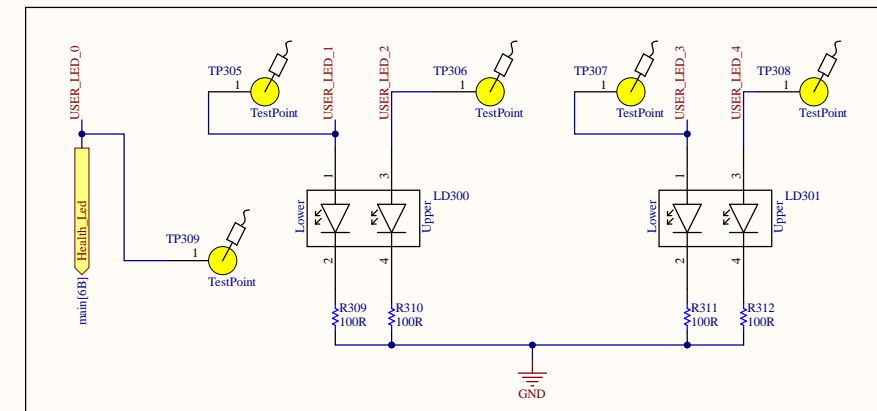 USER_LED_0
Health_Led
main[6B]
TP309
1
TestPoint
TP305
1
TestPoint
USER_LED_1
USER_LED_2
TP306
1
TestPoint
1
3
Lower
Upper
LD300
2
4
R309
100R
R310
100R
TP307
1
TestPoint
USER_LED_3
USER_LED_4
TP308
1
TestPoint
1
3
Lower
Upper
LD301
2
4
R311
100R
R312
100R
GND